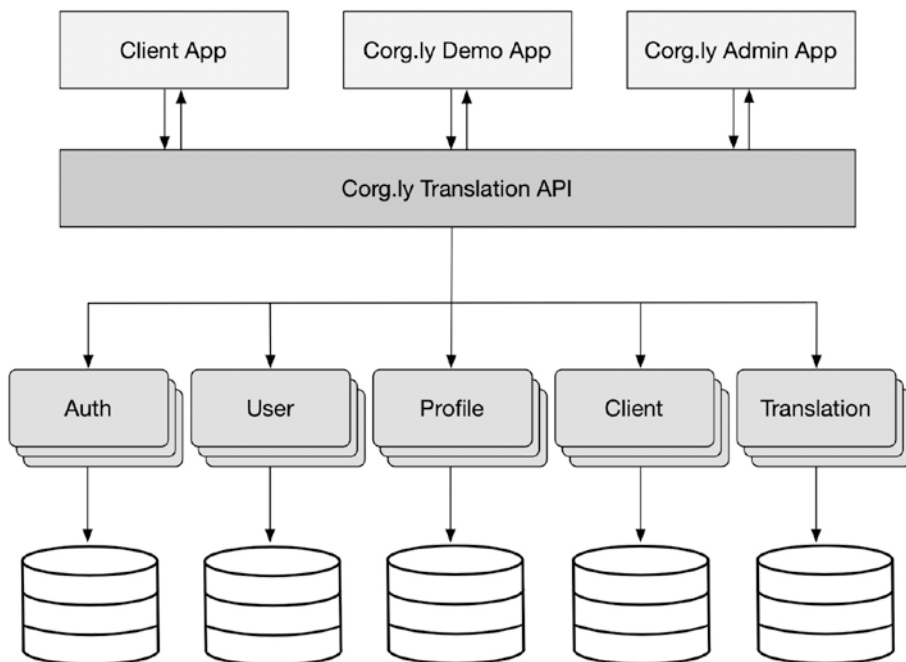 Client App
Corg.ly Demo App
Corg.ly Admin App
Corg.ly Translation API
Auth
User
Profile
Client
Translation